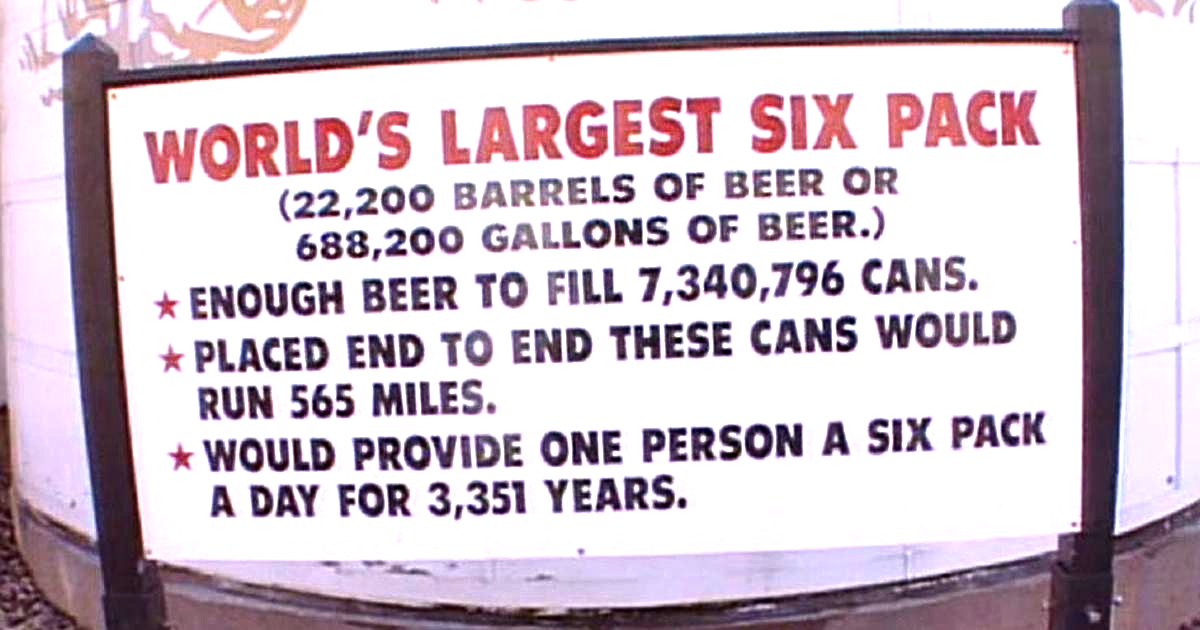 WORLD'S LARGEST SIX PACK
(22,200 BARRELS OF BEER OR
688,200 GALLONS OF BEER.)
★ ENOUGH BEER TO FILL 7,340,796 CANS.
★ PLACED END TO END THESE CANS WOULD
RUN 565 MILES.
★ WOULD PROVIDE ONE PERSON A SIX PACK
A DAY FOR 3,351 YEARS.